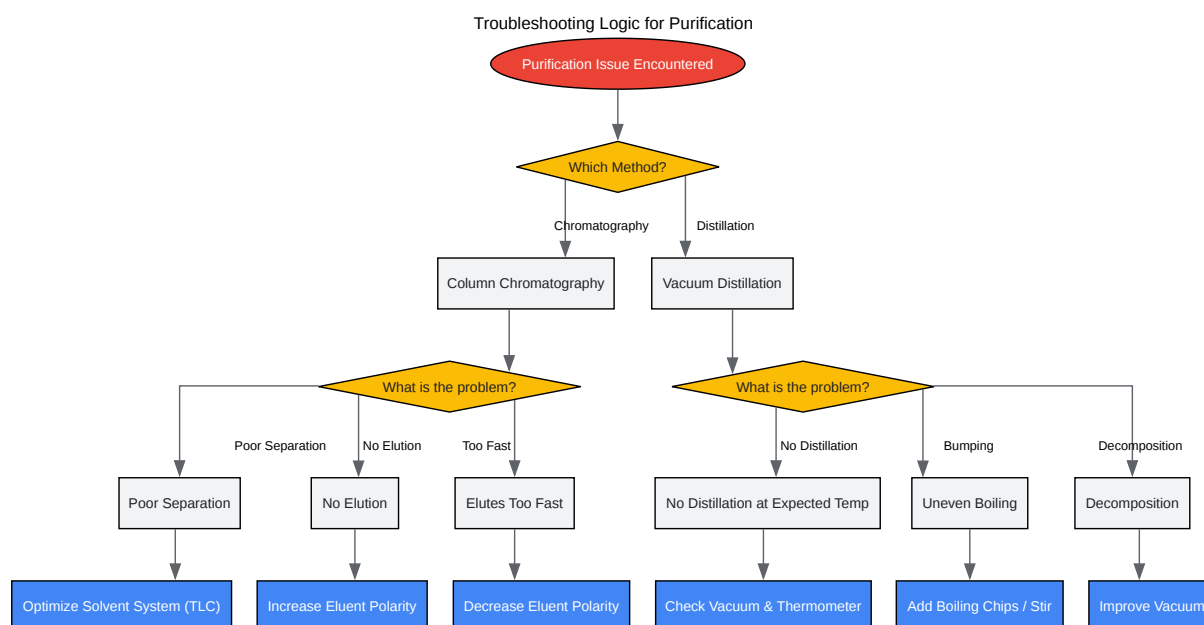 Troubleshooting Logic for Purification
Purification Issue Encountered
Which Method?
Chromatography
Distillation
Column Chromatography
Vacuum Distillation
What is the problem?
What is the problem?
Poor Separation
No Elution
Too Fast
No Distillation
Bumping
Decomposition
Poor Separation
No Elution
Elutes Too Fast
No Distillation at Expected Temp
Uneven Boiling
Decomposition
Optimize Solvent System (TLC)
Increase Eluent Polarity
Decrease Eluent Polarity
Check Vacuum & Thermometer
Add Boiling Chips / Stir
Improve Vacuum